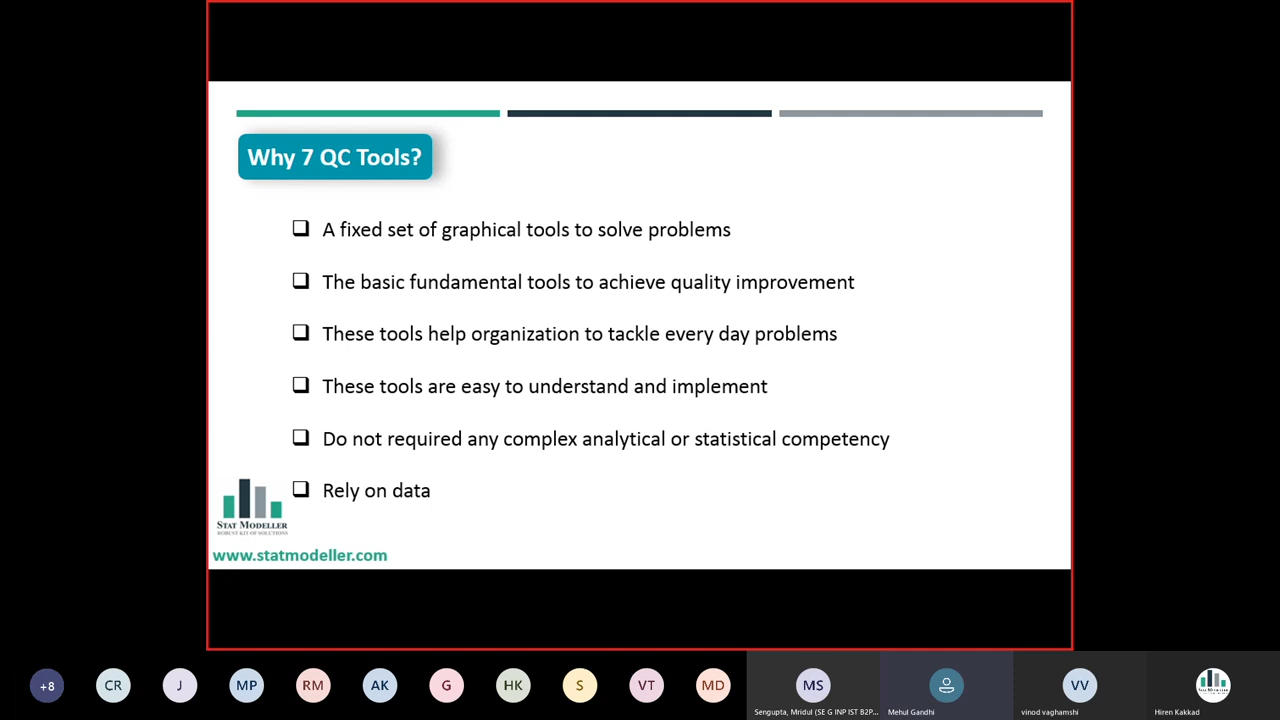 Why 7 QC Tools?
A fixed set of graphical tools to solve problems
The basic fundamental tools to achieve quality improvement
These tools help organization to tackle every day problems
These tools are easy to understand and implement
Do not required any complex analytical or statistical competency
Rely on data
STAT MODELLER
ROBUST KIT OF SOLUTIONS
www.statmodeller.com
+8
CR
J
MP
RM
AK
G
HK
S
VT
MD
MS
VV
Sengupta, Mridul (SE G INP IST B2P...
Mehul Gandhi
vinod vaghamshi
Hiren Kakkad